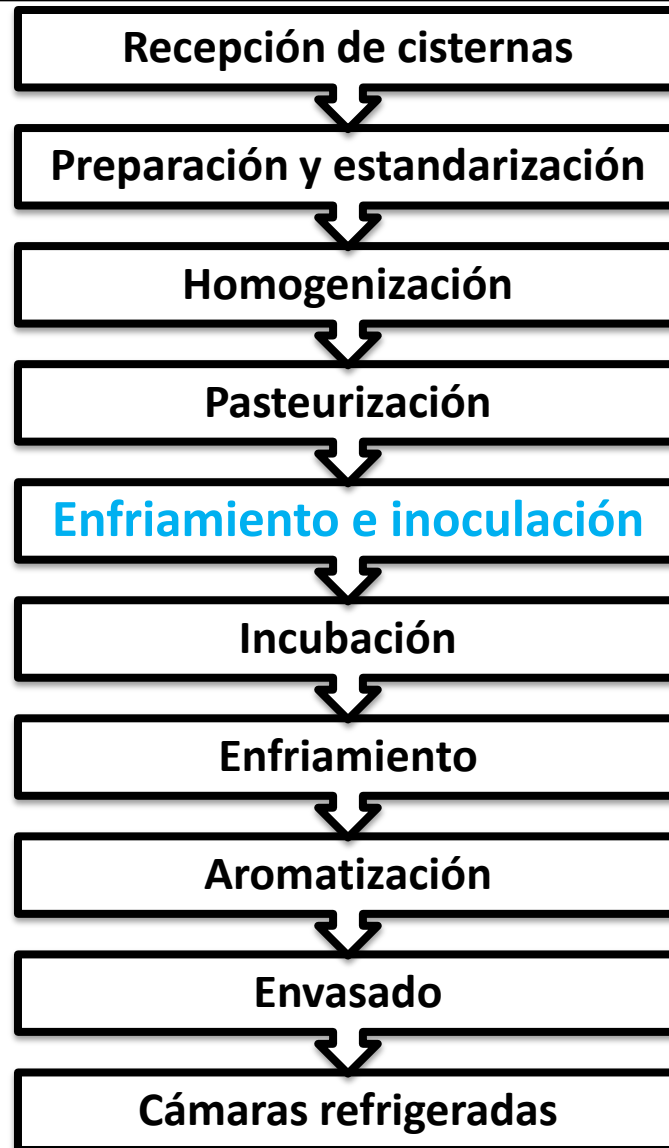 Recepción de cisternas
Preparación y estandarización
Homogenización
Pasteurización
Enfriamiento e inoculación
Incubación
Enfriamiento
Aromatización
Envasado
Cámaras refrigeradas